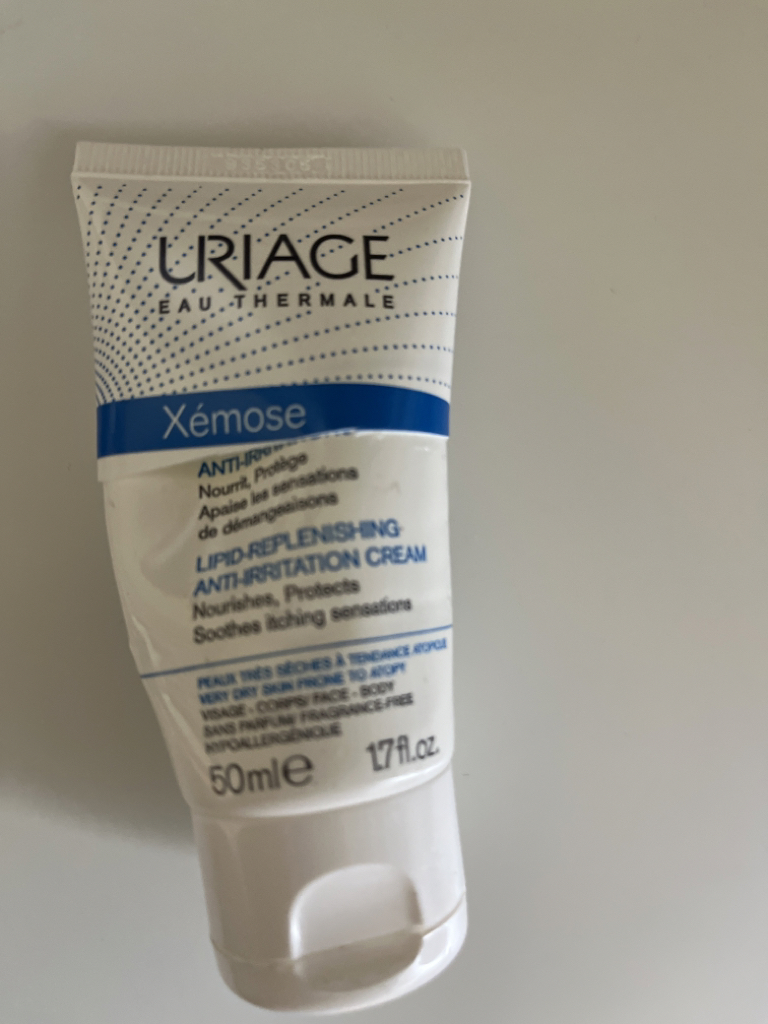 URIAGE
EAU THERMALE
Xémose
Nourrit, Protège
Apaise les sensations
de démangeaisons
LIPID-REPLENISHING
ANTI-IRRITATION CREAM
Nourishes, Protects
Soothes itching sensations
PEAUX TRÈS SÈCHES À TENDANCE ATOPIQUE
VERY DRY SKIN PRONE TO ATOPY
VISAGE - CORPS/ FACE - BODY
SANS PARFUM/ FRAGRANCE-FREE
HYPOALLERGÉNIQUE
50ml e 1.7fl.oz.